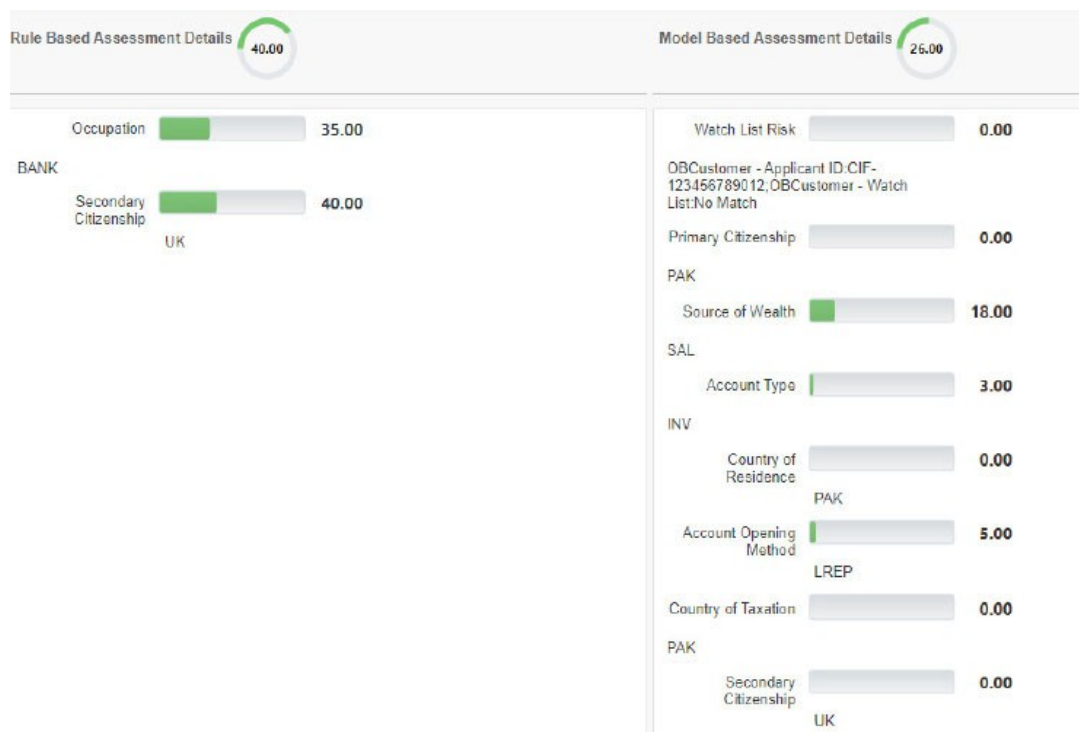 Rule Based Assessment Details 40.00
Occupation 35.00
BANK
Secondary 40.00
Citizenship
UK
Model Based Assessment Details 26.00
Watch List Risk 0.00
OBCustomer - Applicant ID:CIF-
123456789012;OBCustomer - Watch
List:No Match
Primary Citizenship 0.00
PAK
Source of Wealth 18.00
SAL
Account Type 3.00
INV
Country of 0.00
Residence
PAK
Account Opening 5.00
Method
LREP
Country of Taxation 0.00
PAK
Secondary 0.00
Citizenship
UK